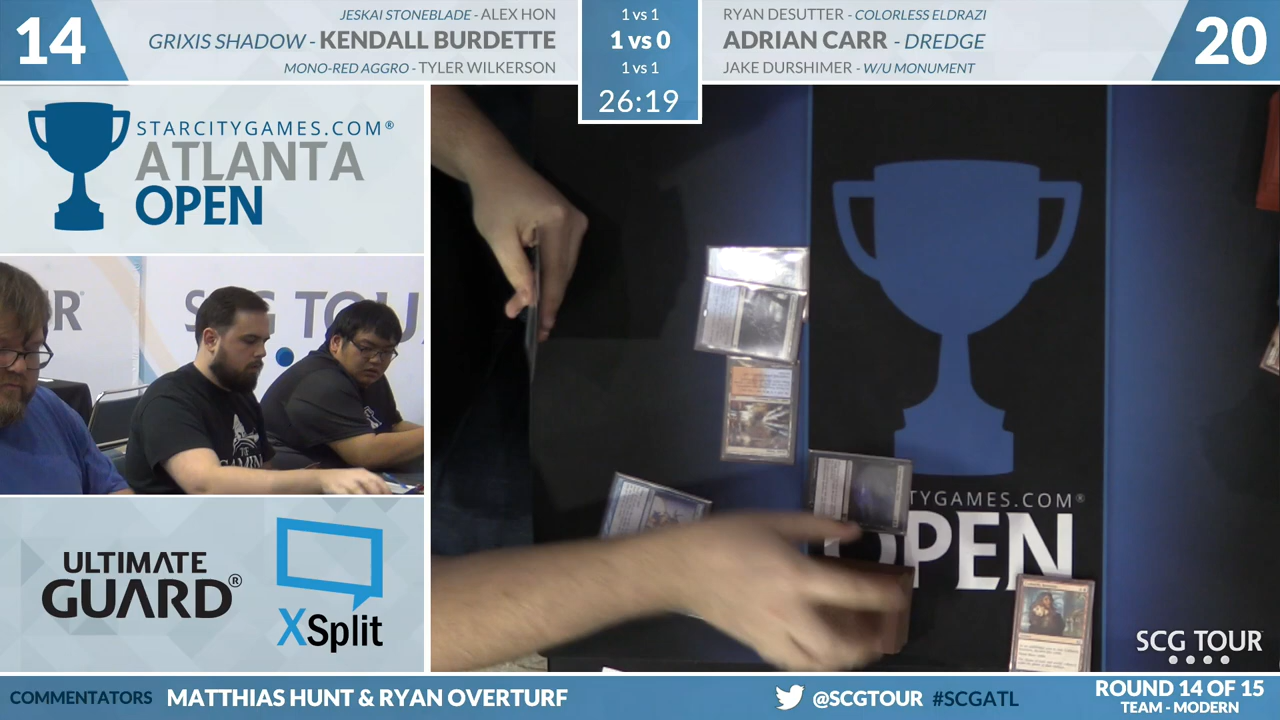 14
JESKAI STONEBLADE - ALEX HON
GRIXIS SHADOW - KENDALL BURDETTE
MONO-RED AGGRO - TYLER WILKERSON
1 vs 1
1 vs 0
1 vs 1
26:19
RYAN DESUTTER - COLORLESS ELDRAZI
ADRIAN CARR - DREDGE
JAKE DURSHIMER - W/U MONUMENT
20
STARCITYGAMES.COM®
ATLANTA
OPEN
SCG TOU
ULTIMATE
GUARD®
XSplit
CITYGAMES.COM®
OPEN
SCG TOUR
COMMENTATORS MATTHIAS HUNT & RYAN OVERTURF
@SCGTOUR #SCGATL
ROUND 14 OF 15
TEAM - MODERN